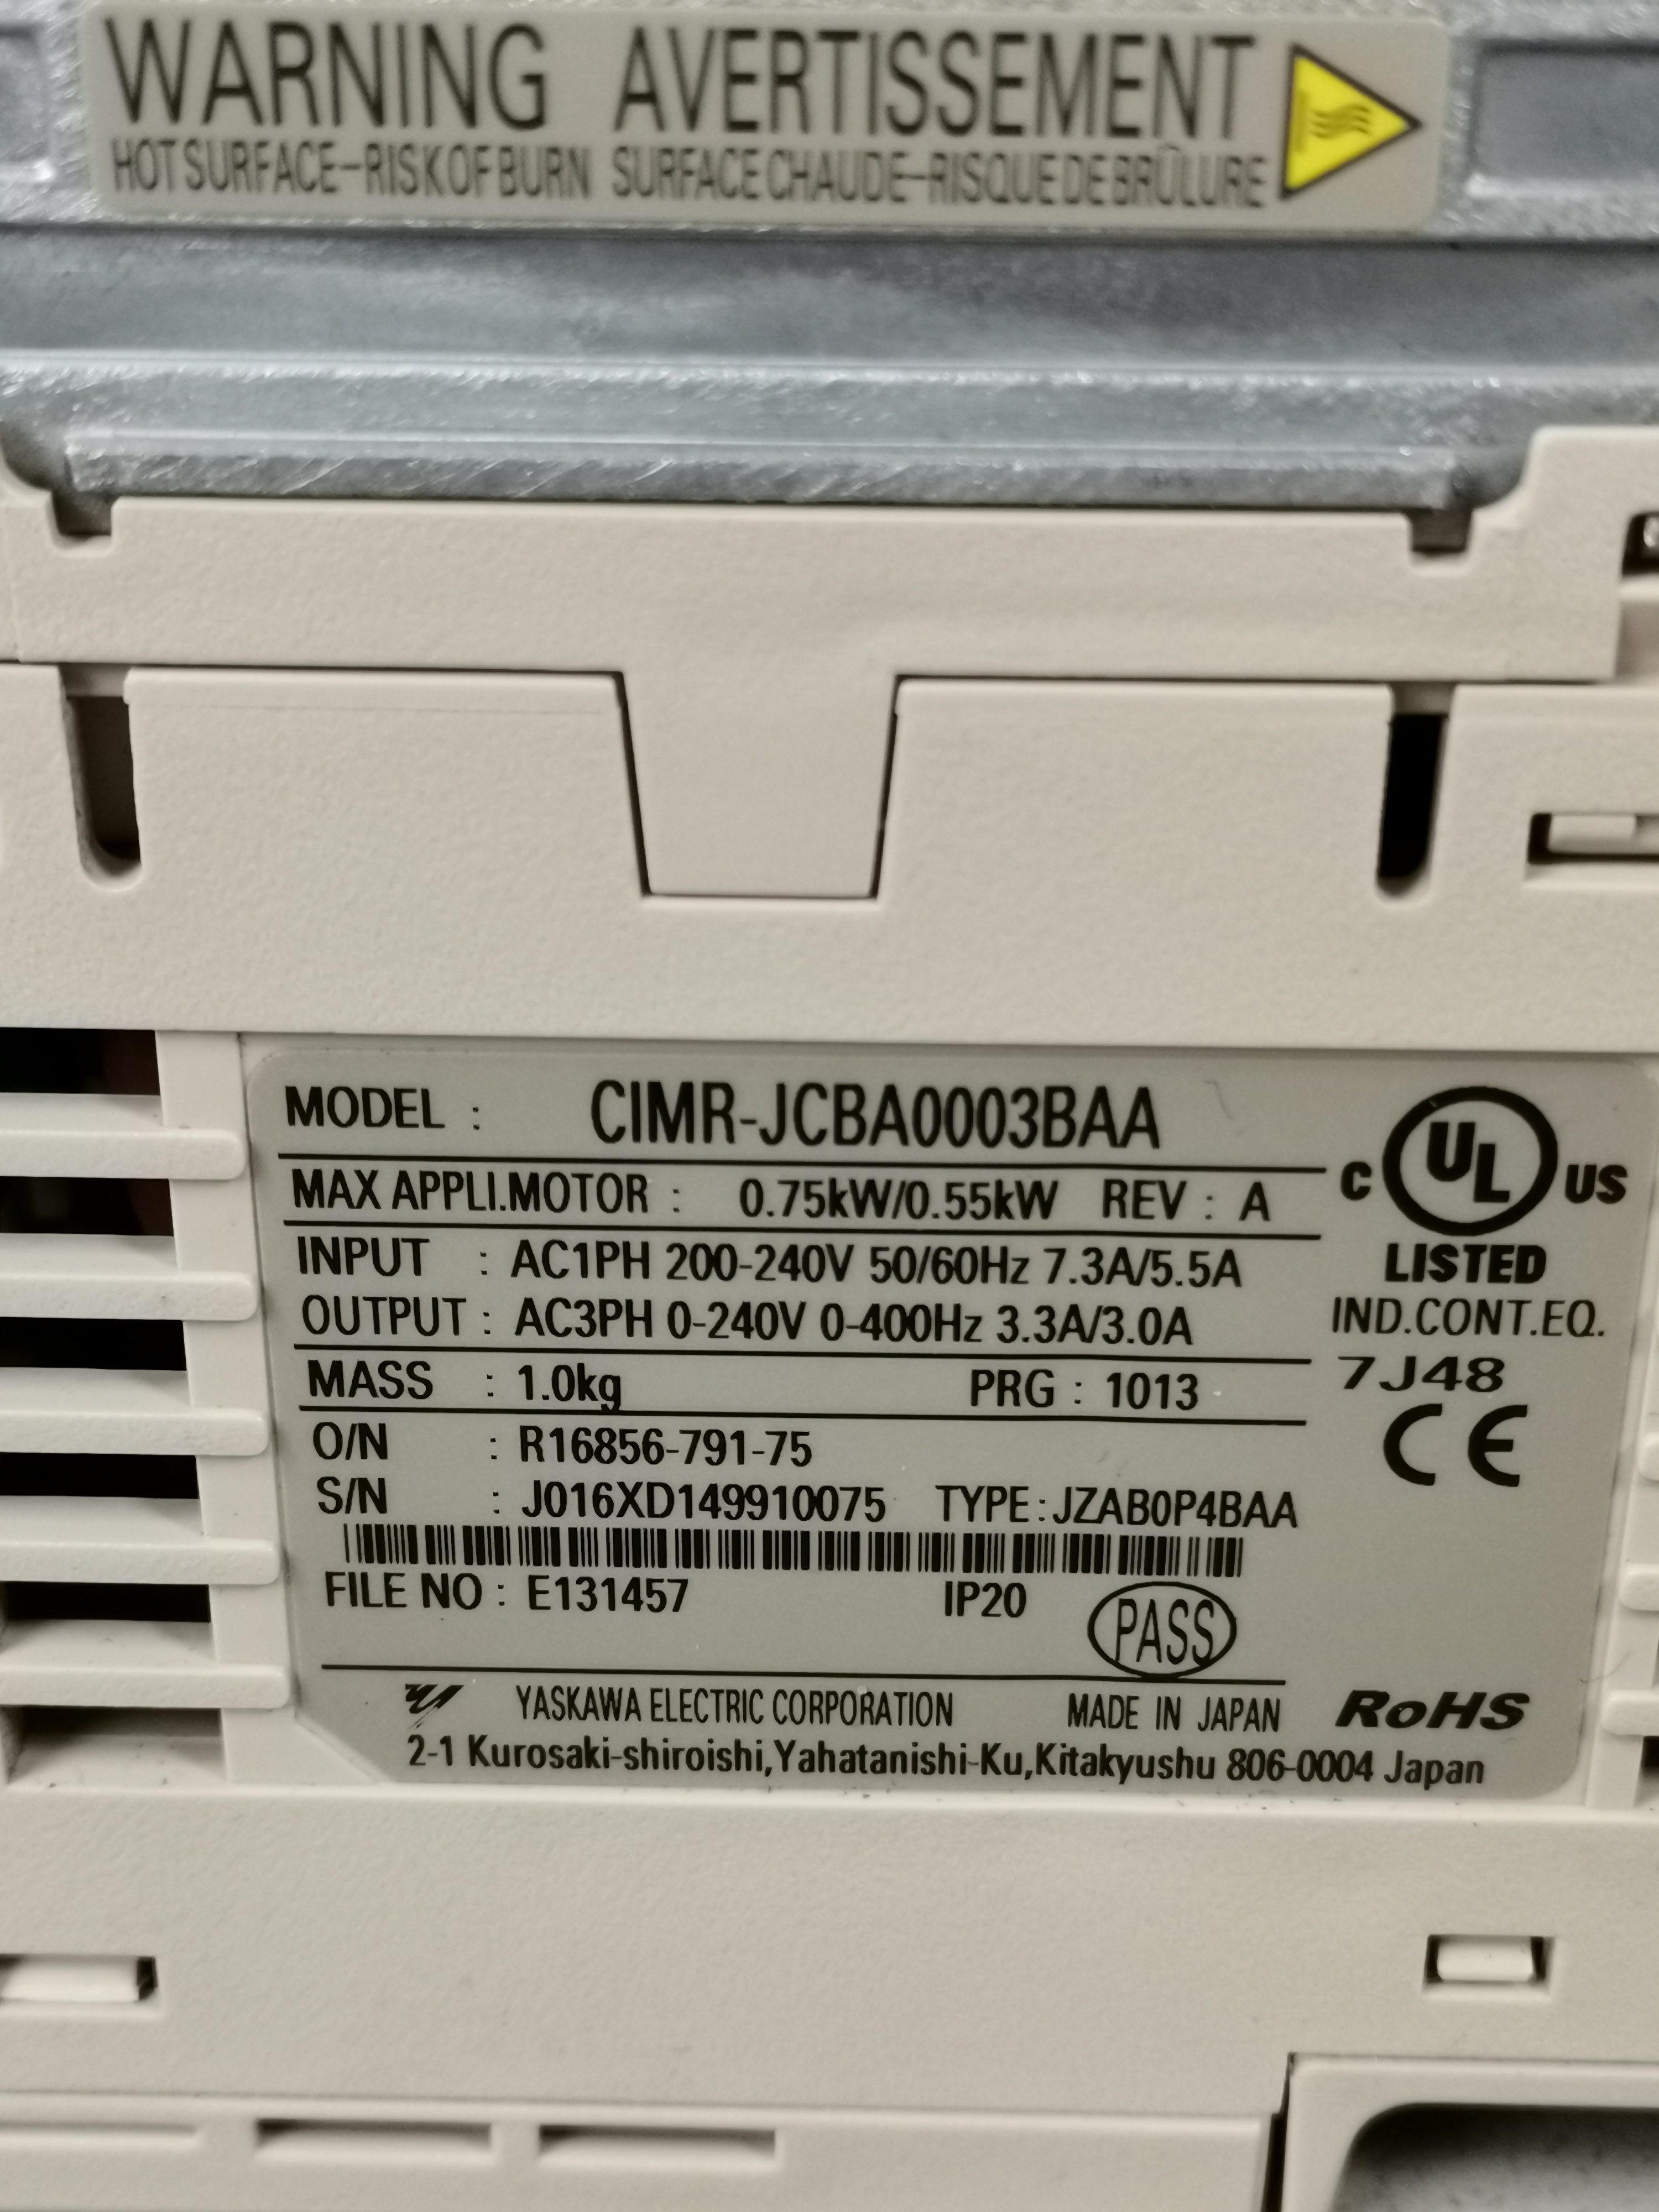 WARNING AVERTISSEMENT
HOT SURFACE-RISK OF BURN SURFACE CHAUDE-RISQUE DE BRÛLURE
MODEL : CIMR-JCBA0003BAA
MAX APPLI.MOTOR : 0.75kW/0.55kW REV : A
INPUT : AC1PH 200-240V 50/60Hz 7.3A/5.5A
OUTPUT : AC3PH 0-240V 0-400Hz 3.3A/3.0A
MASS : 1.0kg PRG : 1013
O/N : R16856-791-75
S/N : J016XD149910075 TYPE : JZAB0P4BAA
FILE NO : E131457 IP20 PASS
YASKAWA ELECTRIC CORPORATION MADE IN JAPAN
2-1 Kurosaki-shiroishi,Yahatanishi-Ku,Kitakyushu 806-0004 Japan
C UL US
LISTED
IND.CONT.EQ.
7J48
CE
RoHS